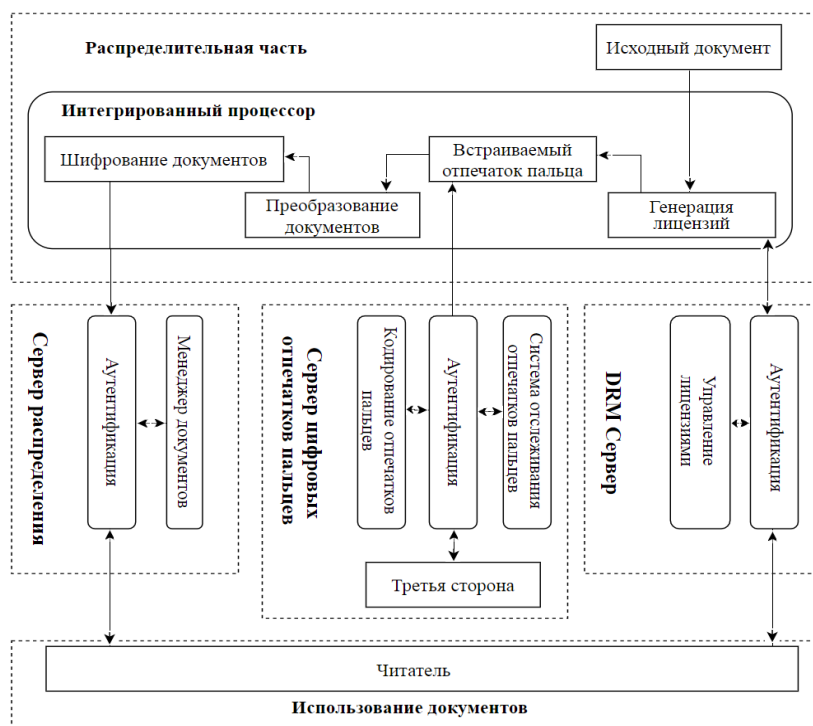 Распределительная часть
Исходный документ
Интегрированный процессор
Шифрование документов
Встраиваемый
отпечаток пальца
Преобразование
документов
Генерация
лицензий
Сервер распределения
Аутентификация
Менеджер документов
Сервер цифровых
отпечатков пальцев
Кодирование отпечатков
пальцев
Аутентификация
Система отслеживания
отпечатков пальцев
Третья сторона
DRM Сервер
Управление
лицензиями
Аутентификация
Читатель
Использование документов